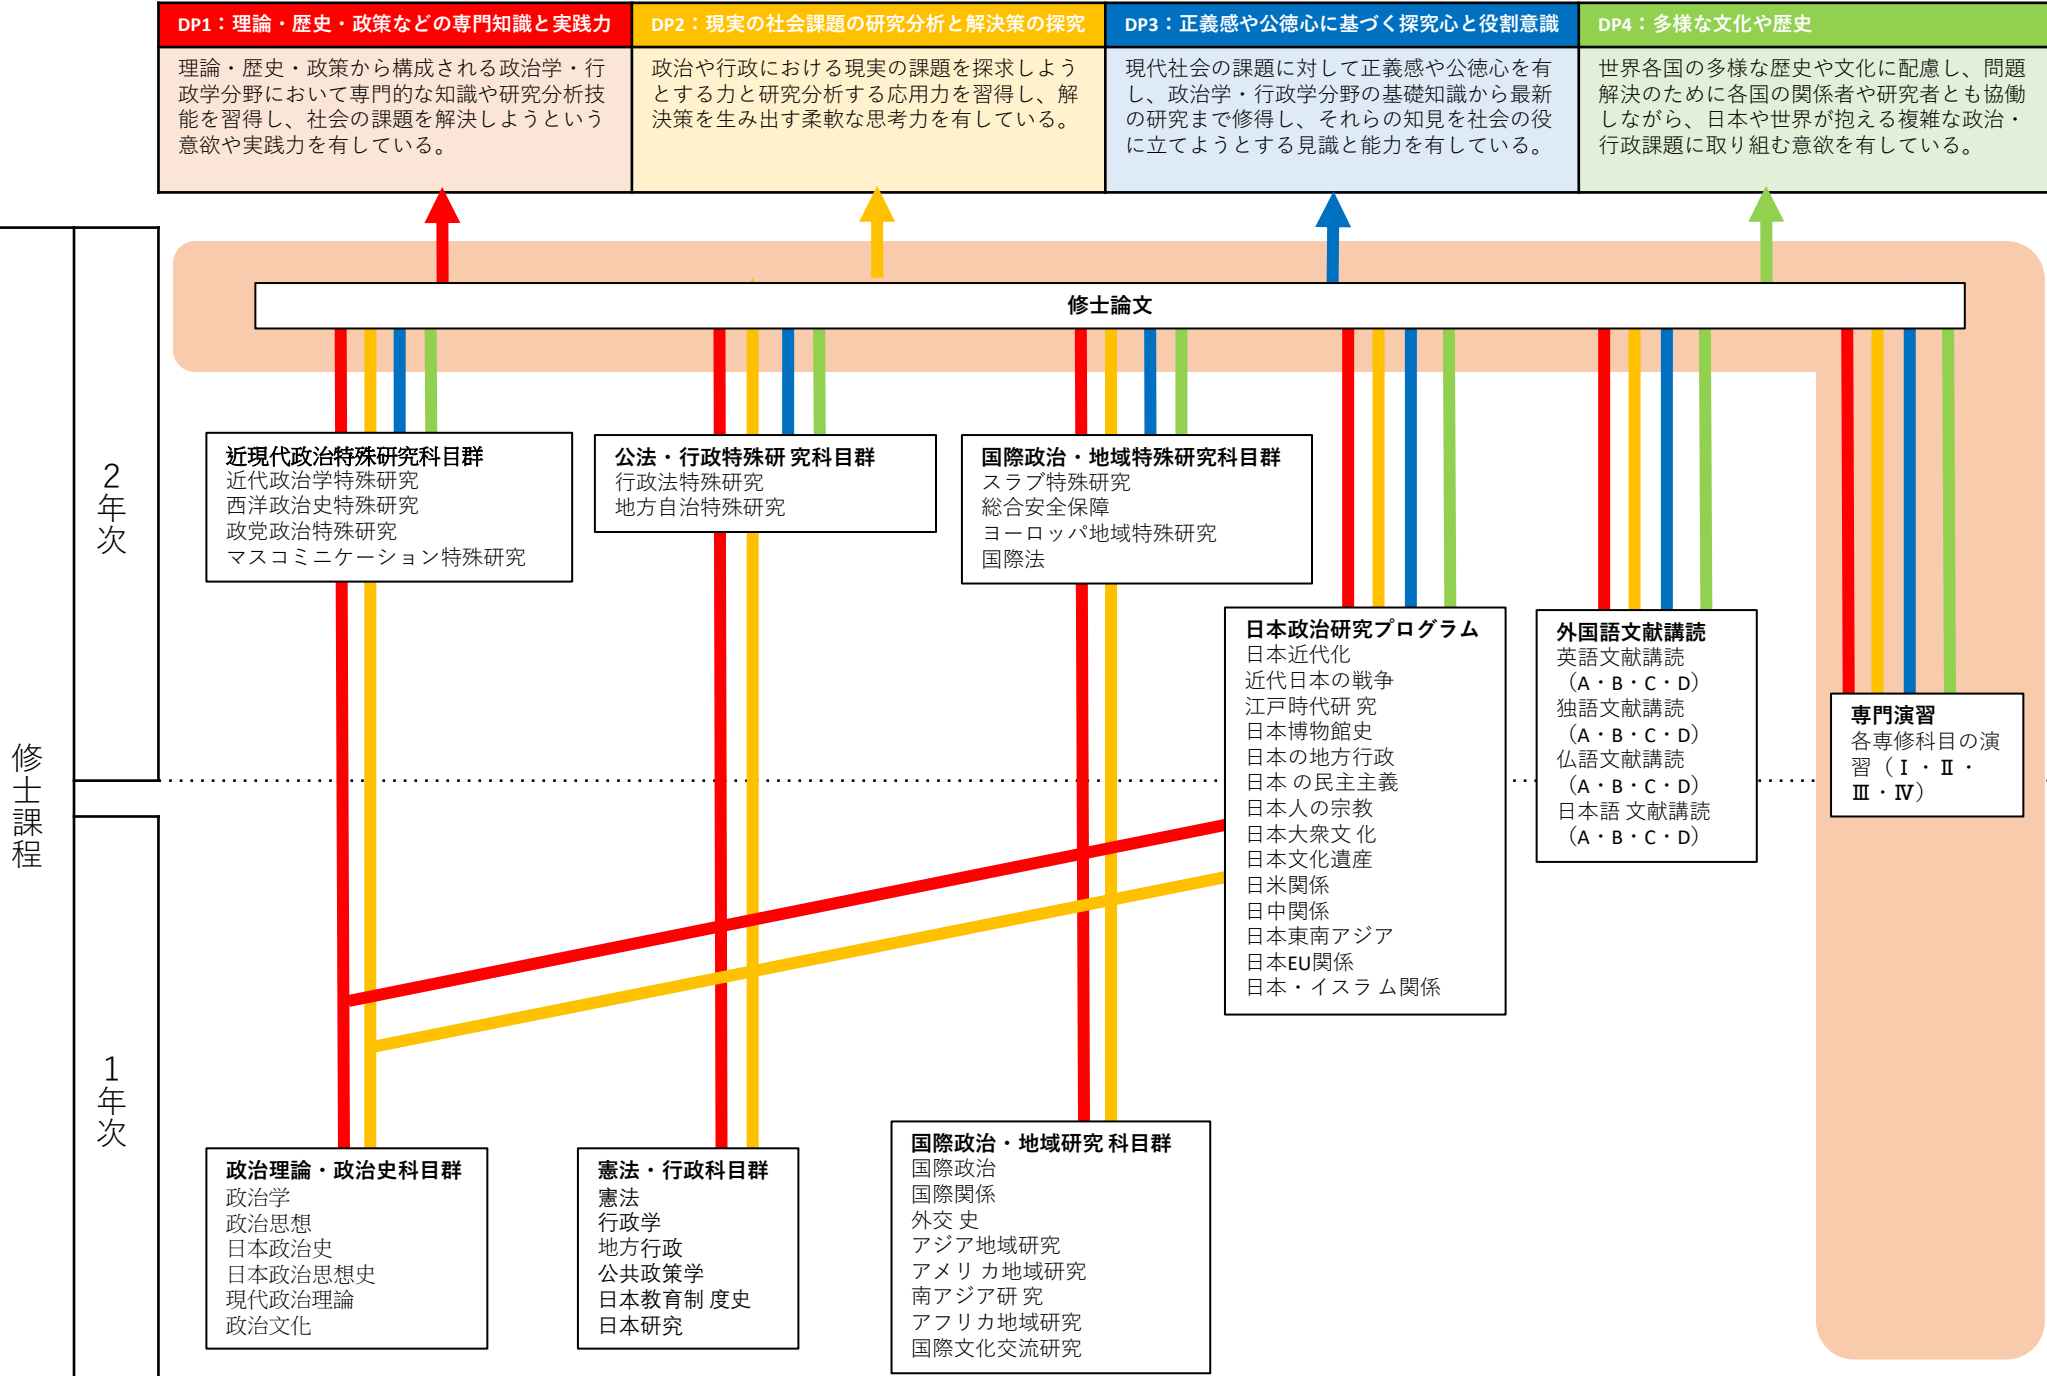 DP1：理論・歴史・政策などの専門知識と実践力
理論・歴史・政策から構成される政治学・行
政学分野において専門的な知識や研究分析技
能を習得し、社会の課題を解決しようという
意欲や実践力を有している。
DP2：現実の社会課題の研究分析と解決策の探究
政治や行政における現実の課題を探求しよう
とする力と研究分析する応用力を習得し、解
決策を生み出す柔軟な思考力を有している。
DP3：正義感や公徳心に基づく探究心と役割意識
現代社会の課題に対して正義感や公徳心を有
し、政治学・行政学分野の基礎知識から最新
の研究まで修得し、それらの知見を社会の役
に立てようとする見識と能力を有している。
DP4：多様な文化や歴史
世界各国の多様な歴史や文化に配慮し、問題
解決のために各国の関係者や研究者とも協働
しながら、日本や世界が抱える複雑な政治・
行政課題に取り組む意欲を有している。
修士課程
2年次
修士論文
近現代政治特殊研究科目群
近代政治学特殊研究
西洋政治史特殊研究
政党政治特殊研究
マスコミニケーション特殊研究
公法・行政特殊研 究科目群
行政法特殊研究
地方自治特殊研究
国際政治・地域特殊研究科目群
スラブ特殊研究
総合安全保障
ヨーロッパ地域特殊研究
国際法
日本政治研究プログラム
日本近代化
近代日本の戦争
江戸時代研 究
日本博物館史
日本の地方行政
日本 の民主主義
日本人の宗教
日本大衆文 化
日本文化遺産
日米関係
日中関係
日本東南アジア
日本EU関係
日本・イスラ ム関係
外国語文献講読
英語文献講読
（A・B・C・D）
独語文献講読
（A・B・C・D）
仏語文献講読
（A・B・C・D）
日本語 文献講読
（A・B・C・D）
専門演習
各専修科目の演
習（Ⅰ・Ⅱ・
Ⅲ・Ⅳ）
1年次
政治理論・政治史科目群
政治学
政治思想
日本政治史
日本政治思想史
現代政治理論
政治文化
憲法・行政科目群
憲法
行政学
地方行政
公共政策学
日本教育制 度史
日本研究
国際政治・地域研究 科目群
国際政治
国際関係
外交 史
アジア地域研究
アメリ カ地域研究
南アジア研 究
アフリカ地域研究
国際文化交流研究